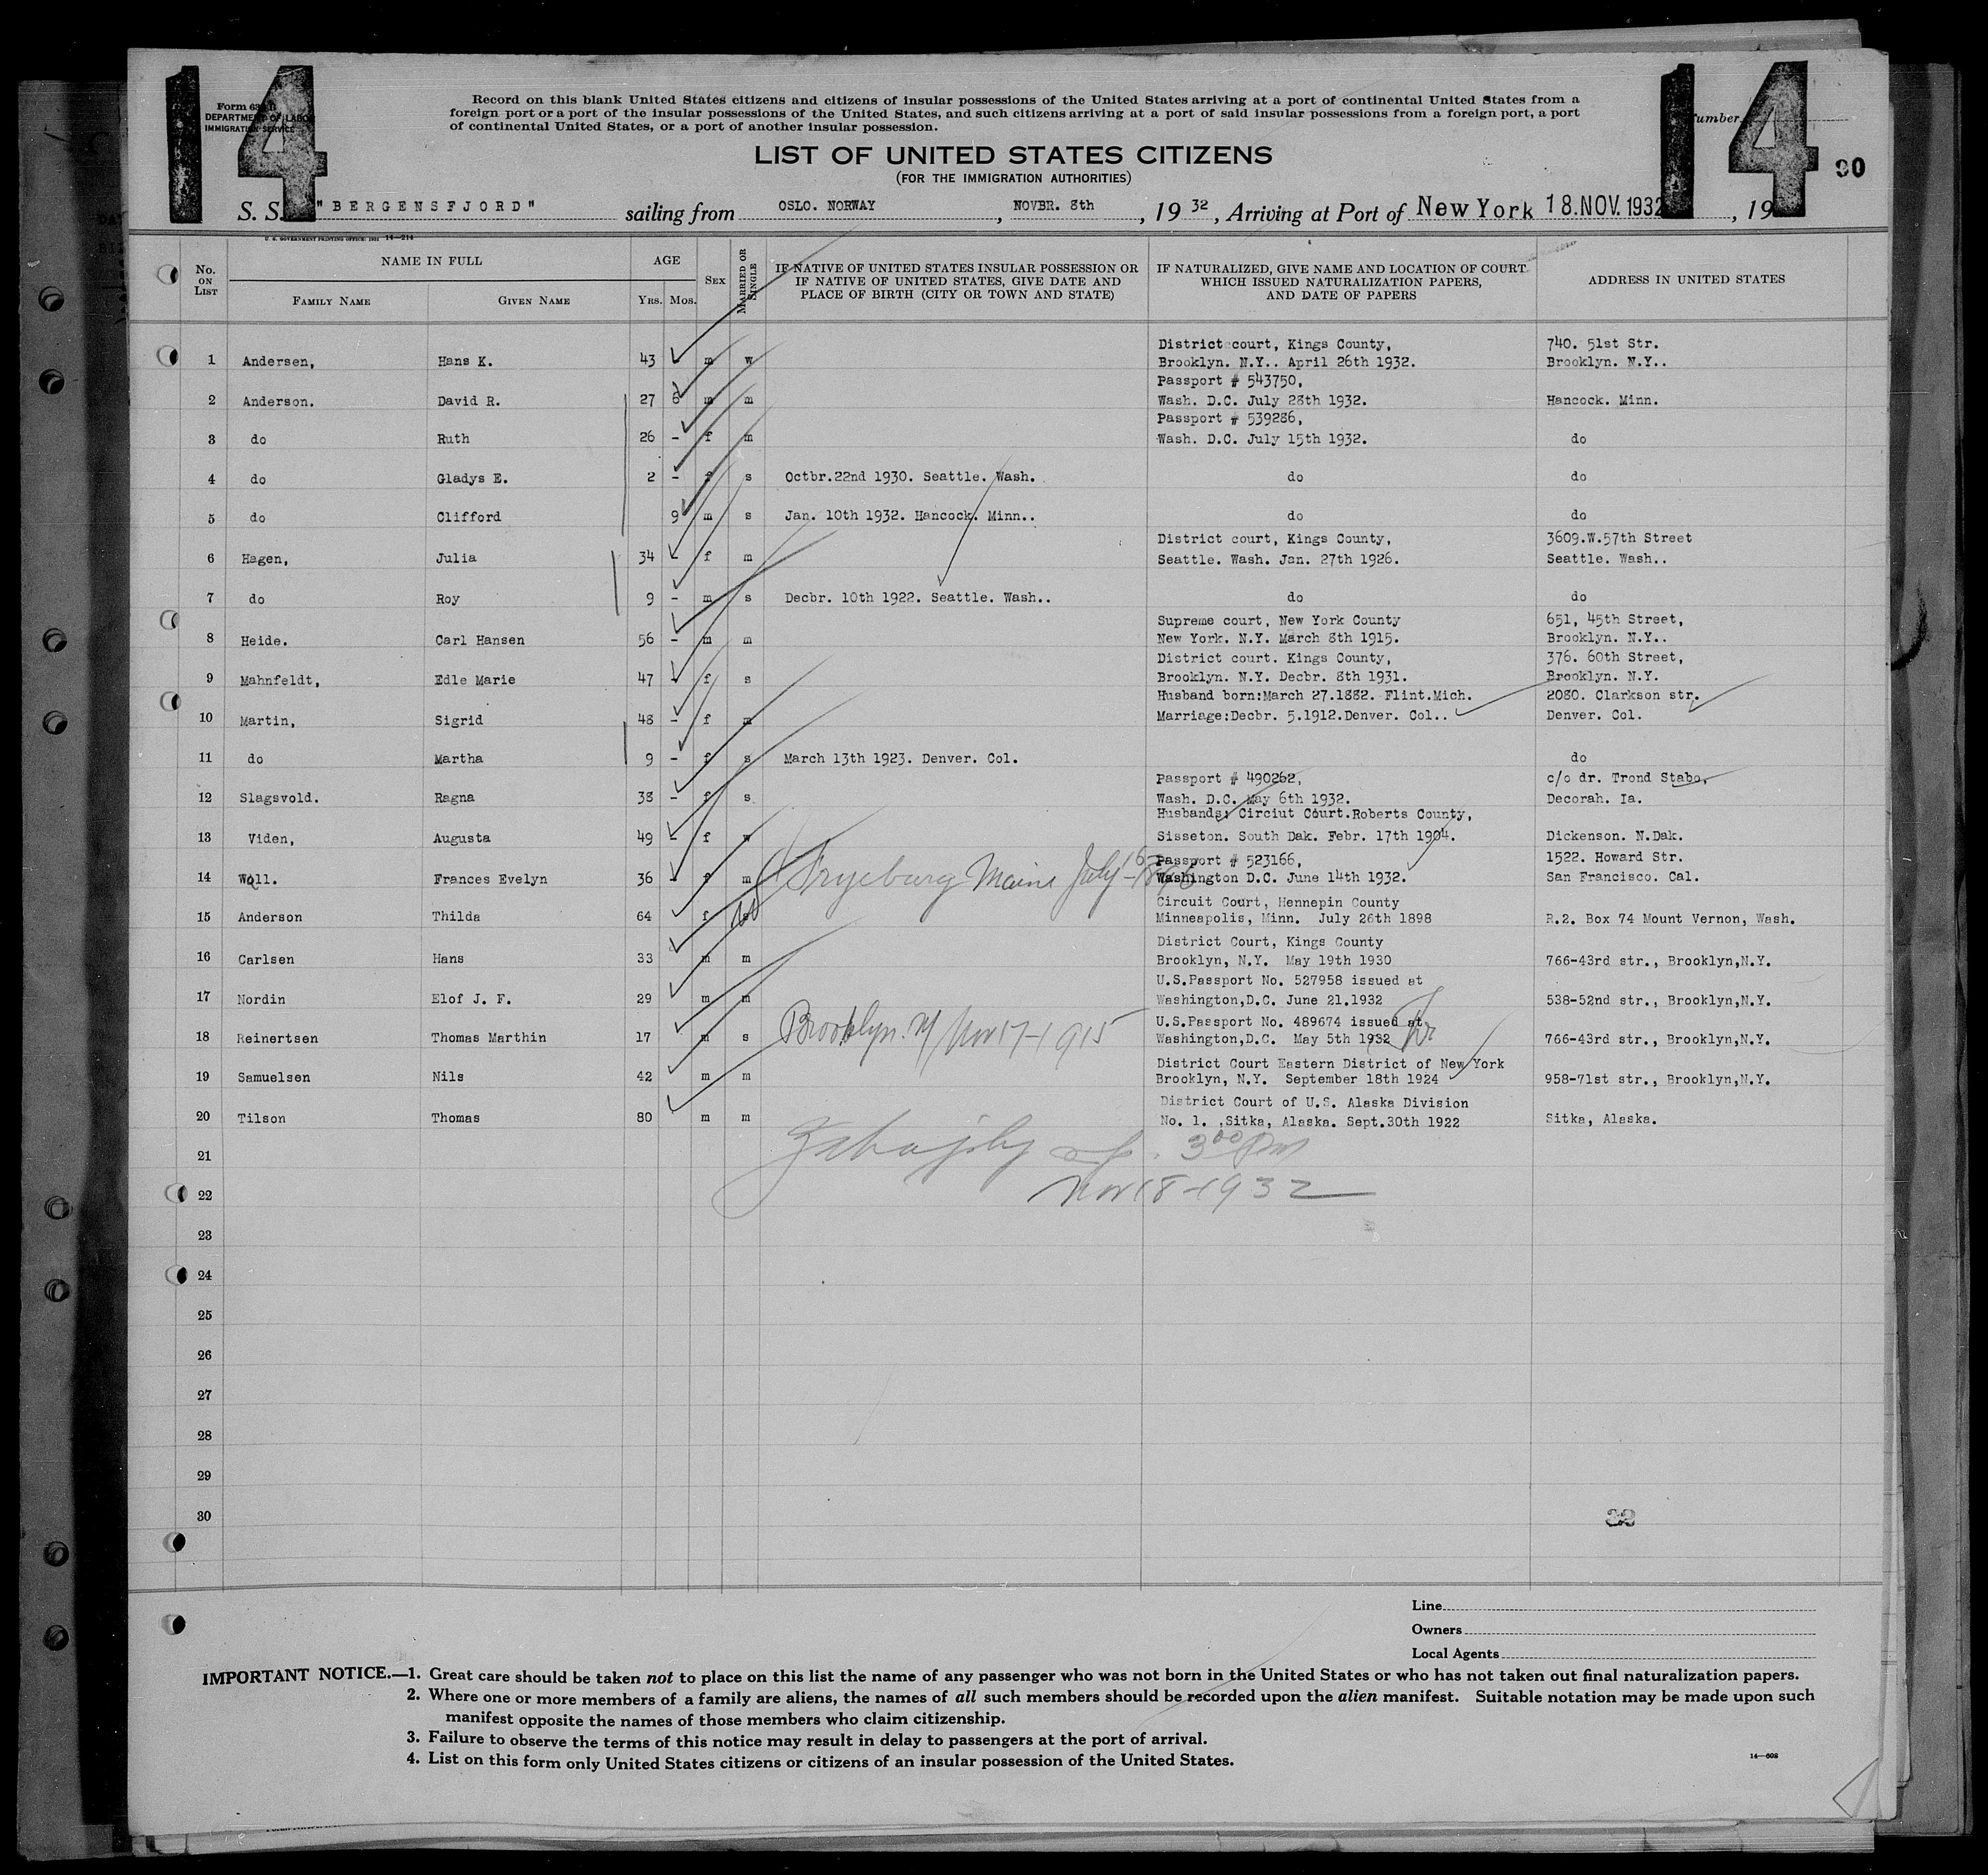 14
14
Form 630 B
DEPARTMENT OF LABOR
IMMIGRATION SERVICE
Record on this blank United States citizens and citizens of insular possessions of the United States arriving at a port of continental United States from a
foreign port or a port of the insular possessions of the United States, and such citizens arriving at a port of said insular possessions from a foreign port, a port
of continental United States, or a port of another insular possession.
umber
LIST OF UNITED STATES CITIZENS
(FOR THE IMMIGRATION AUTHORITIES)
90
S. S. "BERGENSFJORD" sailing from OSLO. NORWAY, NOVBR. 8th, 19 32, Arriving at Port of New York 18. NOV. 1932, 19
U. S. GOVERNMENT PRINTING OFFICE: 1931 14—214
No. ON LIST
NAME IN FULL
FAMILY NAME
GIVEN NAME
AGE
YRS. MOS.
SEX
MARRIED OR SINGLE
IF NATIVE OF UNITED STATES INSULAR POSSESSION OR
IF NATIVE OF UNITED STATES, GIVE DATE AND
PLACE OF BIRTH (CITY OR TOWN AND STATE)
IF NATURALIZED, GIVE NAME AND LOCATION OF COURT
WHICH ISSUED NATURALIZATION PAPERS,
AND DATE OF PAPERS
ADDRESS IN UNITED STATES
District court, Kings County, 740. 51st Str.
1 Andersen, Hans K. 43 - m w Brooklyn. N.Y.. April 26th 1932. Brooklyn. N.Y..
Passport # 543750,
2 Anderson. David R. 27 6 m m Wash. D.C. July 28th 1932. Hancock. Minn.
Passport # 539286,
3 do Ruth 26 - f m Wash. D.C. July 15th 1932. do
4 do Gladys E. 2 - f s Octbr.22nd 1930. Seattle. Wash. do do
5 do Clifford 9 m s Jan. 10th 1932. Hancock. Minn.. do do
District court, Kings County, 3609.W.57th Street
6 Hagen, Julia 34 - f m Seattle. Wash. Jan. 27th 1926. Seattle. Wash..
7 do Roy 9 - m s Decbr. 10th 1922. Seattle. Wash.. do do
Supreme court, New York County 651, 45th Street,
8 Heide. Carl Hansen 56 - m m New York. N.Y. March 8th 1915. Brooklyn. N.Y..
District court. Kings County, 376. 60th Street,
9 Mahnfeldt, Edle Marie 47 - f s Brooklyn. N.Y. Decbr. 8th 1931. Brooklyn. N.Y.
Husband born:March 27.1882. Flint.Mich. 2080. Clarkson str.
10 Martin, Sigrid 48 - f m Marriage:Decbr. 5.1912.Denver. Col.. Denver. Col.
11 do Martha 9 - f s March 13th 1923. Denver. Col. do
Passport # 490262, c/o dr. Trond Stabo,
12 Slagsvold. Ragna 38 - f s Wash. D.C. May 6th 1932. Decorah. Ia.
Husbands: Circiut Court.Roberts County,
13 Viden, Augusta 49 - f w Sisseton. South Dak. Febr. 17th 1904. Dickenson. N.Dak.
Passport # 523166, 1522. Howard Str.
14 Woll. Frances Evelyn 36 - f m Fryeburg Maine July 16 Washington D.C. June 14th 1932. San Francisco. Cal.
Circuit Court, Hennepin County
15 Anderson Thilda 64 f Minneapolis, Minn. July 26th 1898 R.2. Box 74 Mount Vernon, Wash.
District Court, Kings County
16 Carlsen Hans 33 m m Brooklyn, N.Y. May 19th 1930 766-43rd str., Brooklyn,N.Y.
U.S.Passport No. 527958 issued at
17 Nordin Elof J. F. 29 m m Washington,D.C. June 21.1932 538-52nd str., Brooklyn,N.Y.
U.S.Passport No. 489674 issued at
18 Reinertsen Thomas Marthin 17 m s Brooklyn. NY Nov 17-1915 Washington,D.C. May 5th 1932 766-43rd str., Brooklyn,N.Y.
District Court Eastern District of New York
19 Samuelsen Nils 42 m m Brooklyn, N.Y. September 18th 1924 958-71st str., Brooklyn,N.Y.
District Court of U.S. Alaska Division
20 Tilson Thomas 80 m m No. 1. ,Sitka, Alaska. Sept.30th 1922 Sitka, Alaska.
21 3 00 Pm
22 Nov 18-1932
23
24
25
26
27
28
29
30
Line
Owners
Local Agents
IMPORTANT NOTICE.—1. Great care should be taken not to place on this list the name of any passenger who was not born in the United States or who has not taken out final naturalization papers.
2. Where one or more members of a family are aliens, the names of all such members should be recorded upon the alien manifest. Suitable notation may be made upon such
manifest opposite the names of those members who claim citizenship.
3. Failure to observe the terms of this notice may result in delay to passengers at the port of arrival.
4. List on this form only United States citizens or citizens of an insular possession of the United States.
14—608